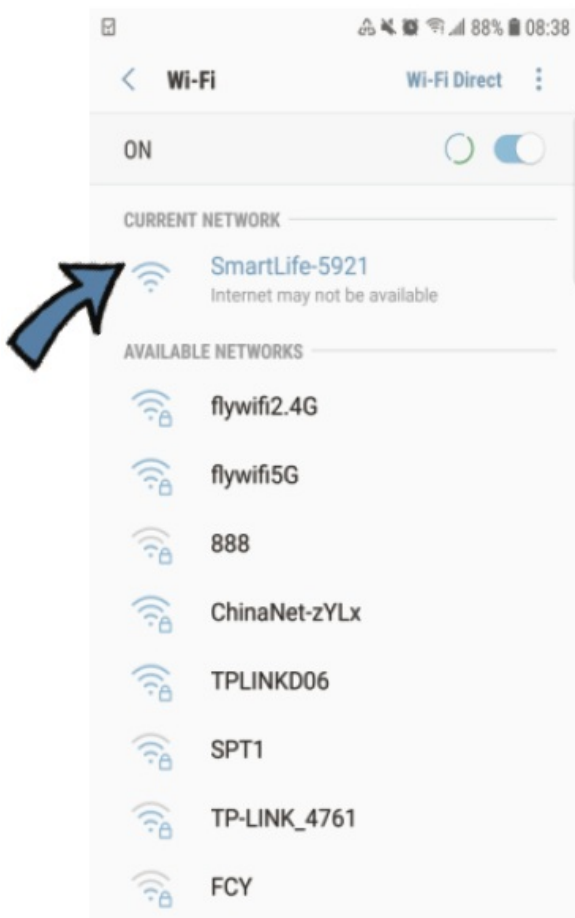 88% 08:38
Wi-Fi Wi-Fi Direct
ON
CURRENT NETWORK
SmartLife-5921
Internet may not be available
AVAILABLE NETWORKS
flywifi2.4G
flywifi5G
888
ChinaNet-zYLx
TPLINKD06
SPT1
TP-LINK_4761
FCY